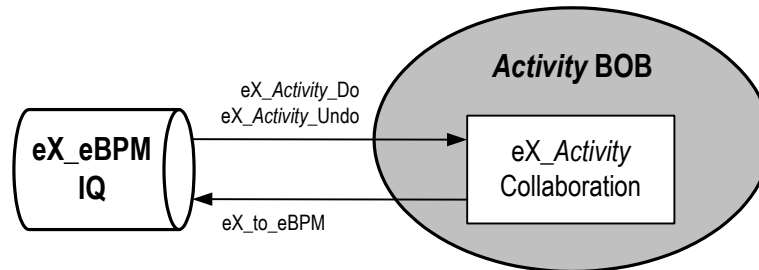 Activity BOB
eX_Activity_Do
eX_Activity_Undo
eX_eBPM
IQ
eX_Activity
Collaboration
eX_to_eBPM